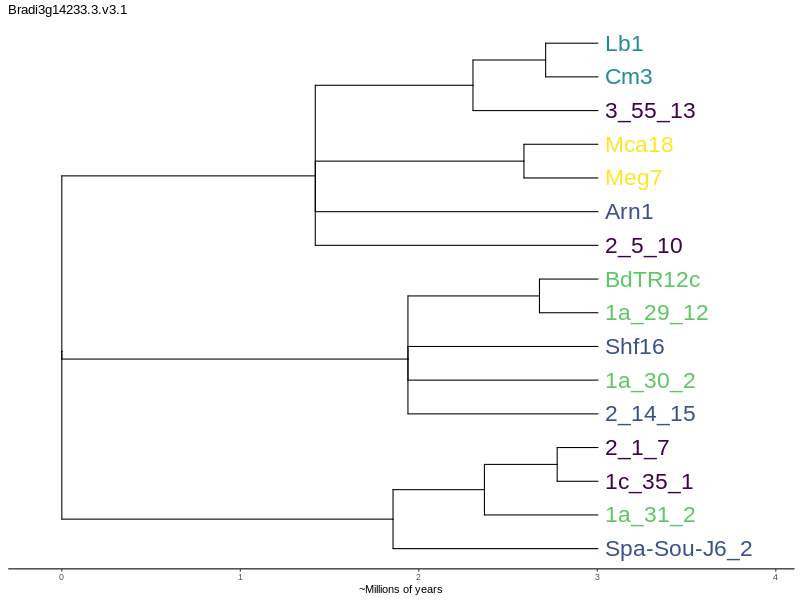 Bradi3g14233.3.v3.1
Lb1
Cm3
3_55_13
Mca18
Meg7
Arn1
2_5_10
BdTR12c
1a_29_12
Shf16
1a_30_2
2_14_15
2_1_7
1c_35_1
1a_31_2
Spa-Sou-J6_2
0 1 2 3 4
~Millions of years